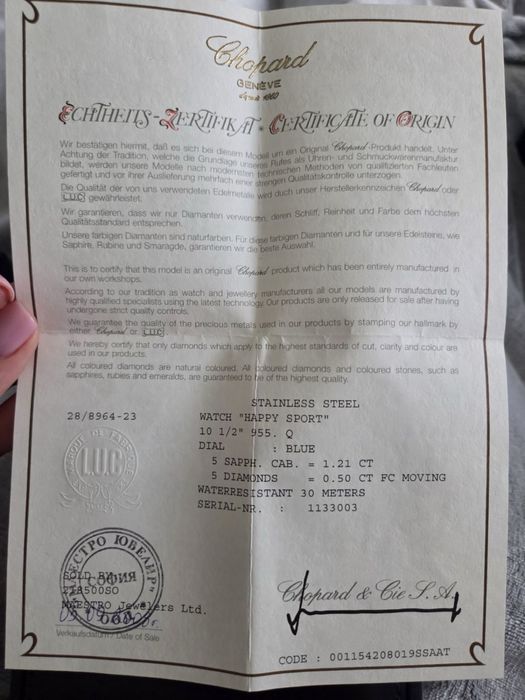 Chopard
GENÈVE
ECHTHEITS-ZERTIFIKAT · CERTIFICATE OF ORIGIN
Wir bestätigen hiermit, daß es sich bei diesem Modell um ein Original Chopard-Produkt handelt. Unter
Achtung der Tradition, welche die Grundlage unseres Rufes als Uhren- und Schmuckwarenmanufaktur
bildet, werden unsere Modelle nach modernsten technischen Methoden von qualifizierten Fachleuten
gefertigt und vor ihrer Auslieferung mehrfach einer strengen Qualitätskontrolle unterzogen.
Die Qualität der von uns verwendeten Edelmetalle wird duch unser Herstellerkennzeichen Chopard oder
L.U.C gewährleistet.
Wir garantieren, dass wir nur Diamanten verwenden, deren Schliff, Reinheit und Farbe dem höchsten
Qualitätsstandard entsprechen.
Unsere farbigen Diamanten sind naturfarben. Für diese farbigen Diamanten und für unsere Edelsteine, wie
Saphire, Rubine und Smaragde, garantieren wir die beste Auswahl.
This is to certify that this model is an original Chopard product which has been entirely manufactured in
our own workshops.
According to our tradition as watch and jewellery manufacturers all our models are manufactured by
highly qualified specialists using the latest technology. Our products are only released for sale after having
undergone strict quality controls.
We guarantee the quality of the precious metals used in our products by stamping our hallmark by
either Chopard or L.U.C
We hereby certify that only diamonds which apply to the highest standards of cut, clarity and colour are
used in our products.
All coloured diamonds are natural coloured. All coloured diamonds and coloured stones, such as
sapphires, rubies and emeralds, are guaranteed to be of the highest quality.
STAINLESS STEEL
28/8964-23 WATCH "HAPPY SPORT"
10 1/2" 955. Q
DIAL : BLUE
5 SAPPH. CAB. = 1.21 CT
5 DIAMONDS = 0.50 CT FC MOVING
WATERRESISTANT 30 METERS
SERIAL-NR. : 1133003
MARQUE DE FABRIQUE
LUC
МАЕСТРО ЮВЕЛИР"
СОФИЯ
ООД
SOLD BY
218500SO
MAESTRO Jewelers Ltd.
Verkaufsdatum / Date of Sale
Chopard & Cie S.A.
CODE : 001154208019SSAAT